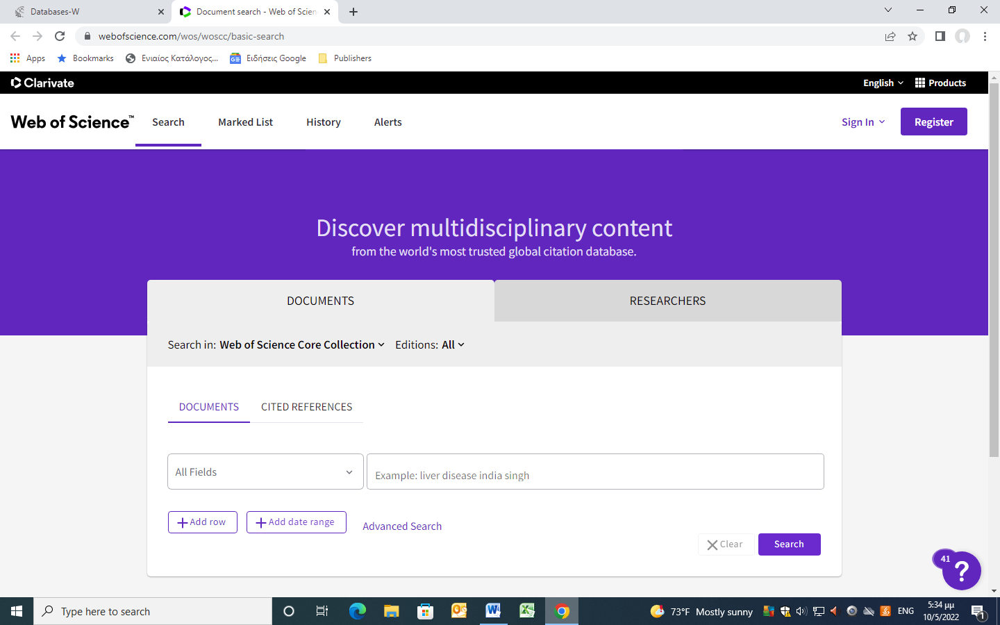 Databases-W
Document search - Web of Scien
webofscience.com/wos/woscc/basic-search
Apps
Bookmarks
Ενιαίος Κατάλογος...
Ειδήσεις Google
Publishers
Clarivate
English
Products
Web of Science™
Search
Marked List
History
Alerts
Sign In
Register
Discover multidisciplinary content
from the world's most trusted global citation database.
DOCUMENTS
RESEARCHERS
Search in: Web of Science Core Collection
Editions: All
DOCUMENTS
CITED REFERENCES
All Fields
Example: liver disease india singh
Add row
Add date range
Advanced Search
Clear
Search
41
?
Type here to search
73°F Mostly sunny
ENG
5:34 μμ
10/5/2022
1